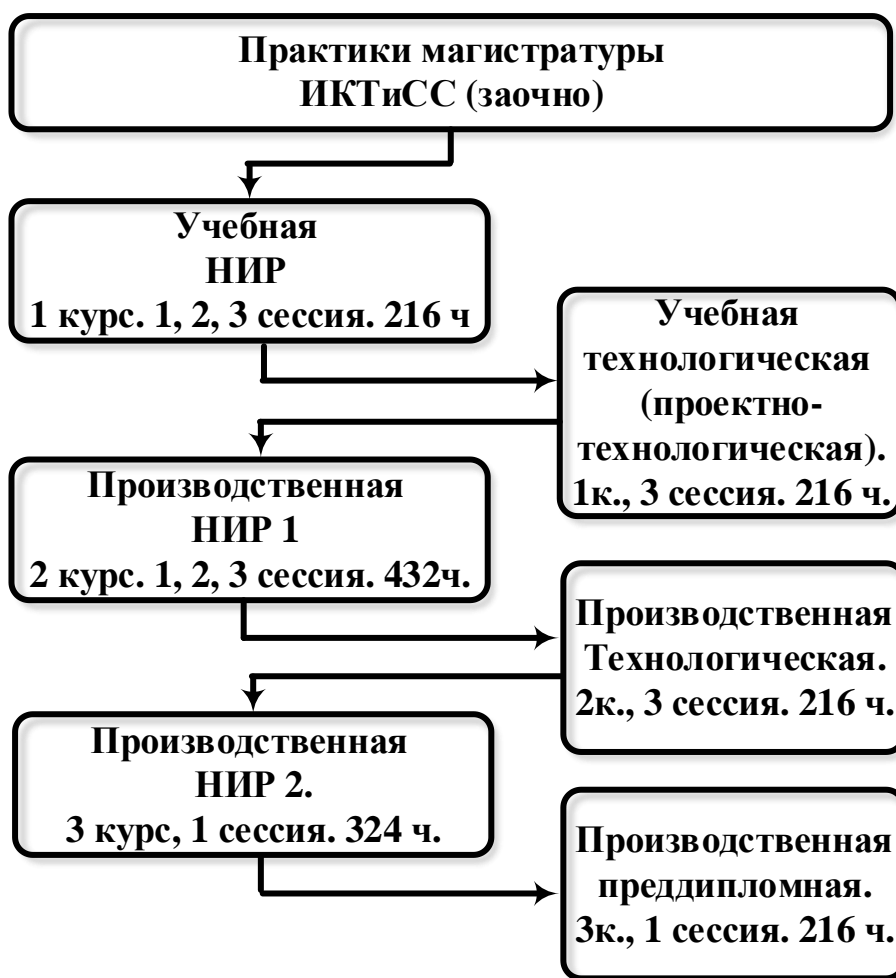 Практики магистратуры
ИКТиСС (заочно)
Учебная
НИР
1 курс. 1, 2, 3 сессия. 216 ч
Учебная
технологическая
(проектно-
технологическая).
1к., 3 сессия. 216 ч.
Производственная
НИР 1
2 курс. 1, 2, 3 сессия. 432ч.
Производственная
Технологическая.
2к., 3 сессия. 216 ч.
Производственная
НИР 2.
3 курс, 1 сессия. 324 ч.
Производственная
преддипломная.
3к., 1 сессия. 216 ч.